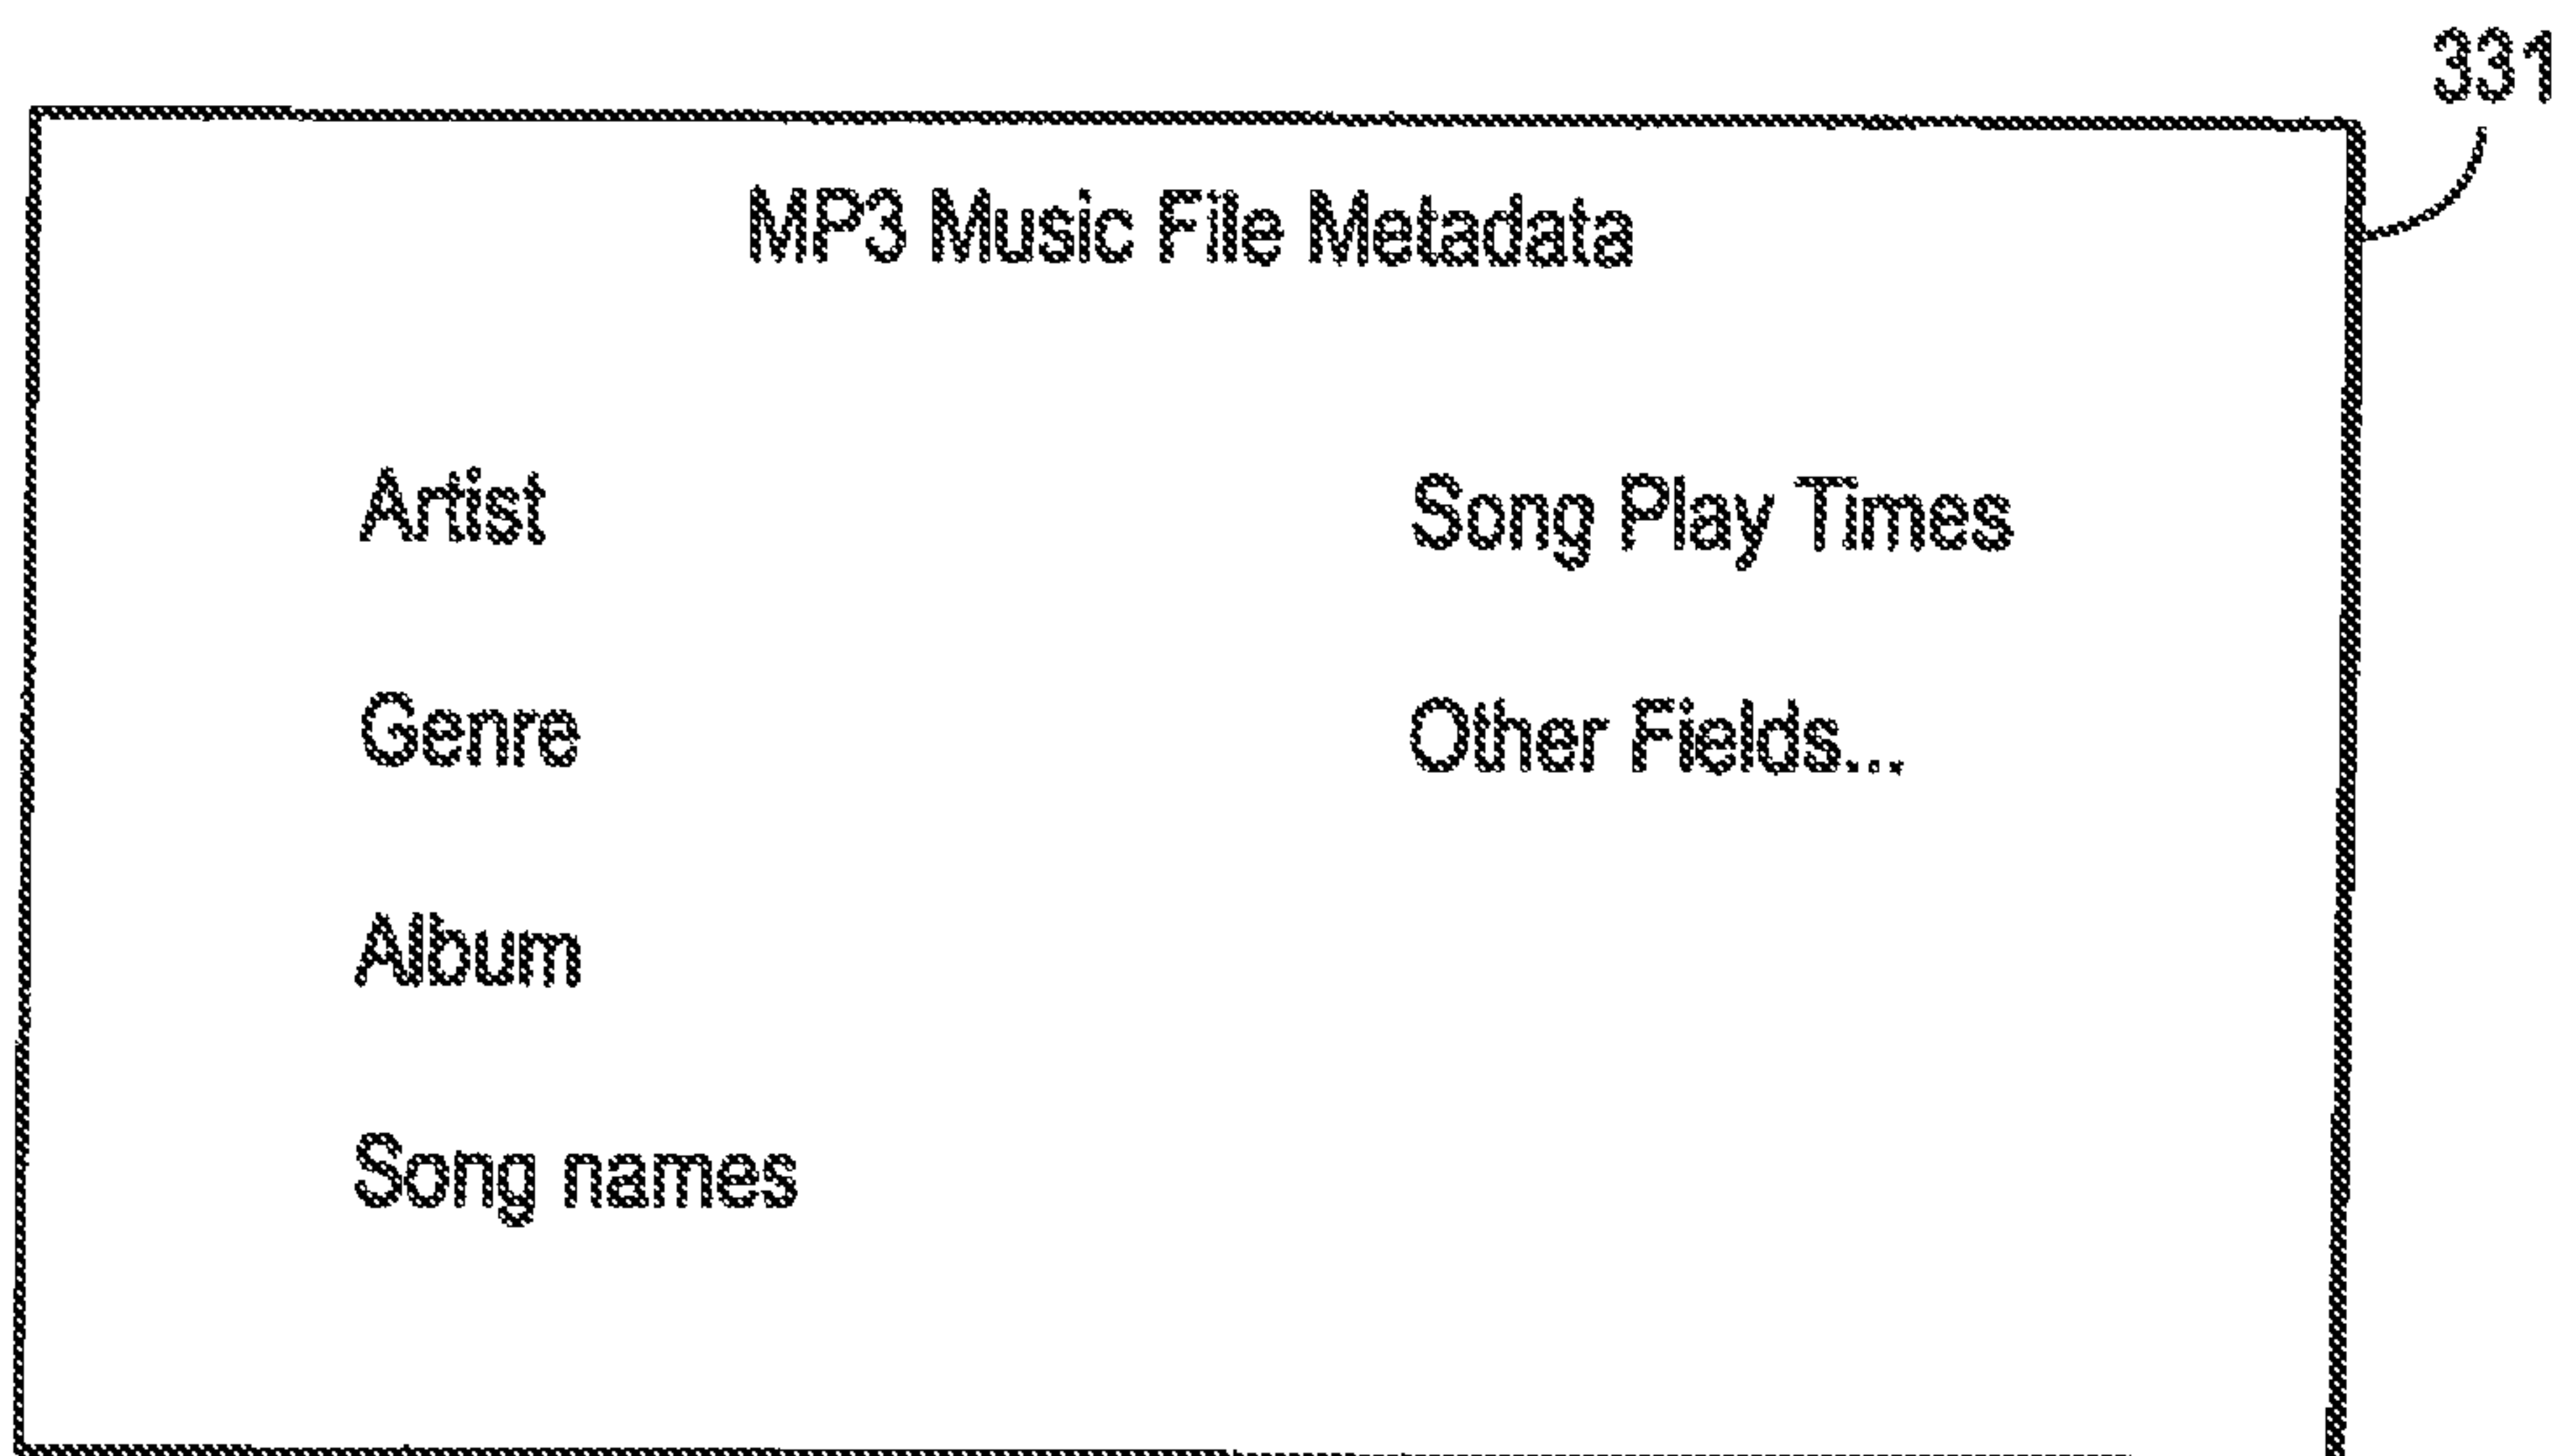 331
MP3 Music File Metadata
Artist
Genre
Album
Song names
Song Play Times
Other Fields...